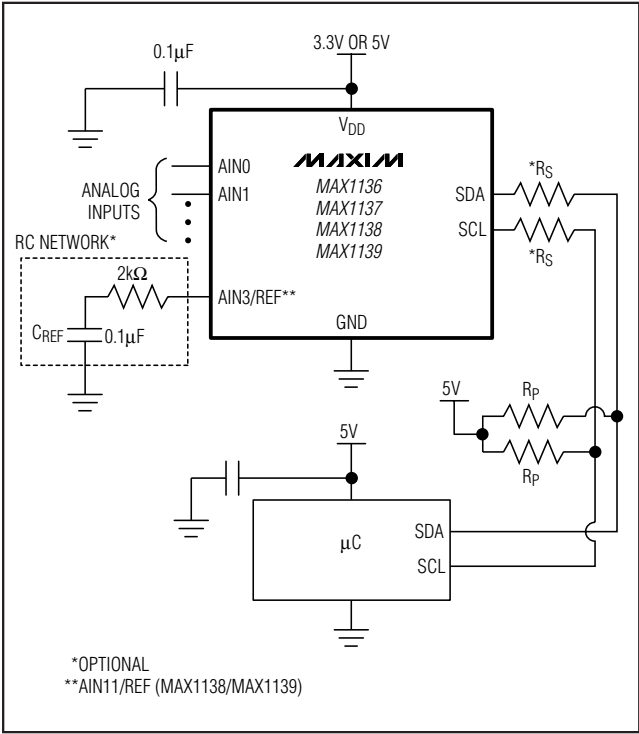 0.1µF
3.3V OR 5V
VDD
MAXIM
MAX1136
MAX1137
MAX1138
MAX1139
AIN0
AIN1
ANALOG
INPUTS
SDA
SCL
*RS
*RS
RC NETWORK*
2kΩ
AIN3/REF**
CREF
0.1µF
GND
5V
RP
RP
5V
µC
SDA
SCL
*OPTIONAL
**AIN11/REF (MAX1138/MAX1139)